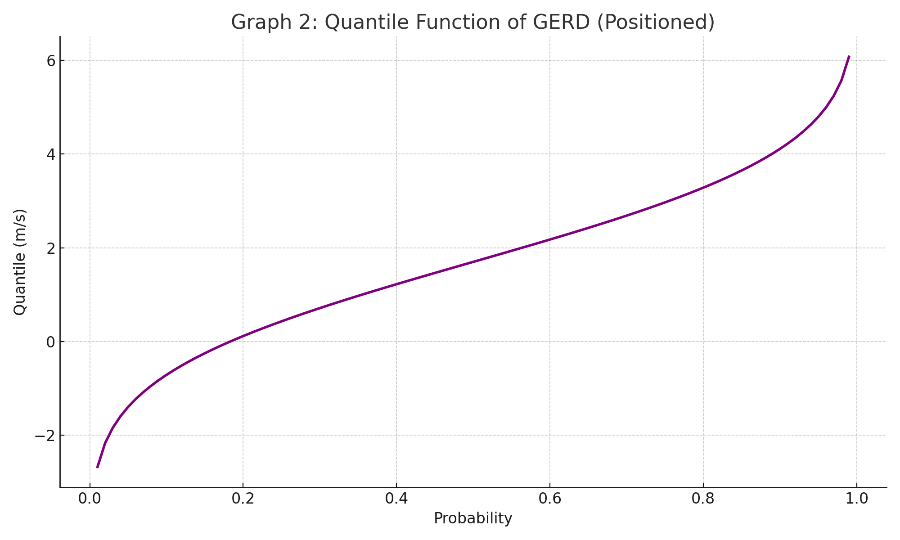 Graph 2: Quantile Function of GERD (Positioned)
Quantile (m/s)
6
4
2
0
−2
0.0 0.2 0.4 0.6 0.8 1.0
Probability